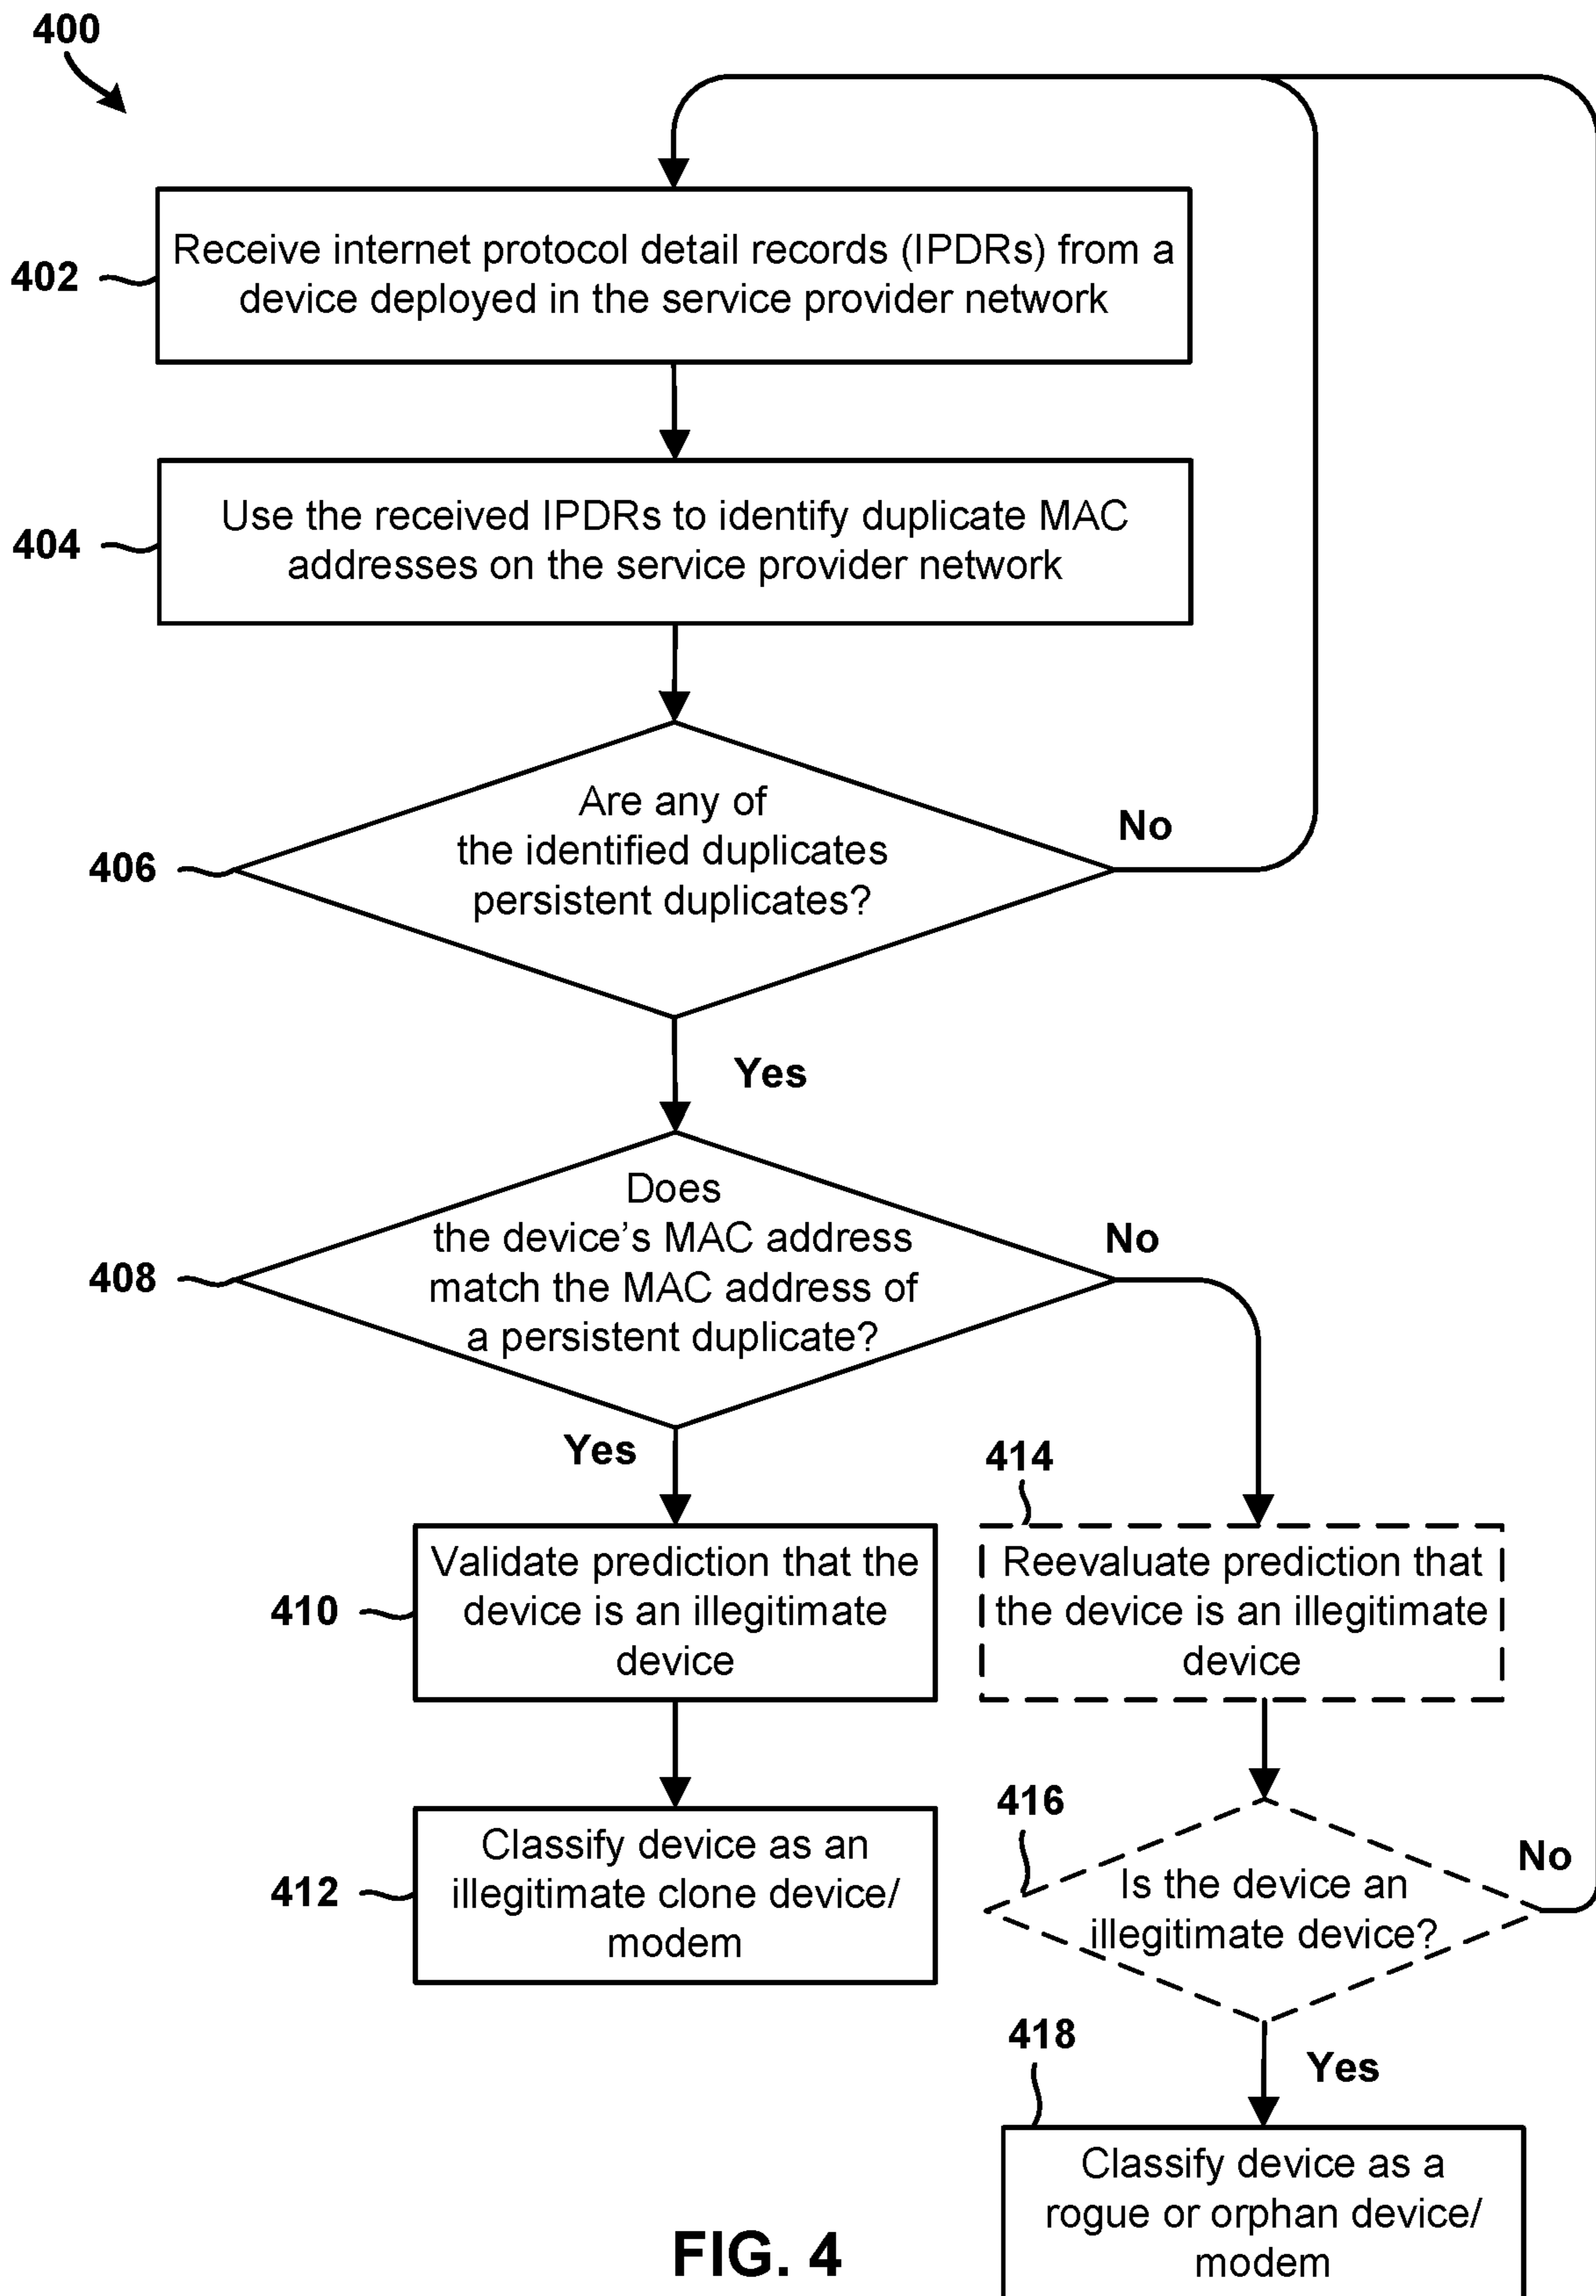 400
Receive internet protocol detail records (IPDRs) from a
device deployed in the service provider network
402
Use the received IPDRs to identify duplicate MAC
addresses on the service provider network
404
Are any of
the identified duplicates
persistent duplicates?
No
406
Yes
Does
the device’s MAC address
match the MAC address of
a persistent duplicate?
No
408
Yes
414
Validate prediction that the
device is an illegitimate
device
410
Reevaluate prediction that
the device is an illegitimate
device
Classify device as an
illegitimate clone device/
modem
412
416
Is the device an
illegitimate device?
No
Yes
418
Classify device as a
rogue or orphan device/
modem
FIG. 4